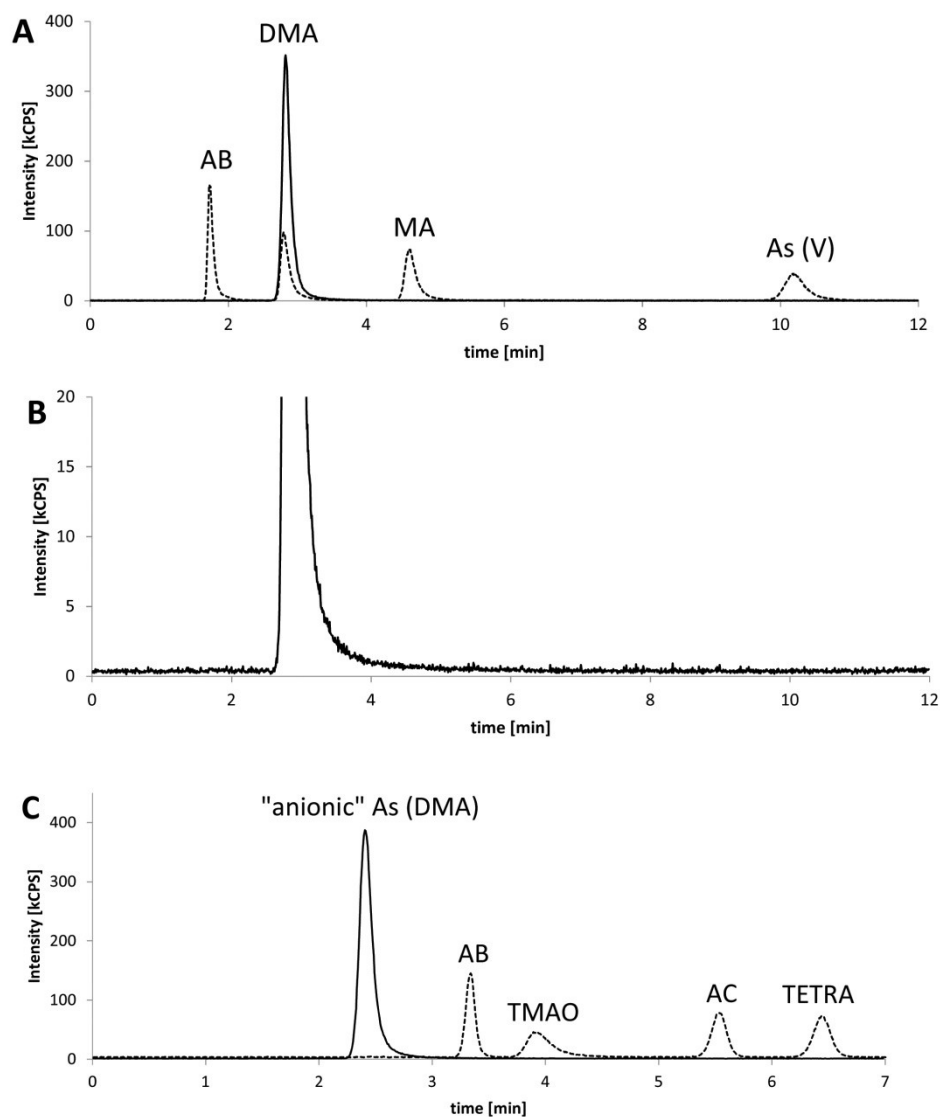 A
DMA
AB
MA
As (V)
Intensity [kCPS]
400
300
200
100
0
0 2 4 6 8 10 12
time [min]
B
Intensity [kCPS]
20
15
10
5
0
0 2 4 6 8 10 12
time [min]
C
"anionic" As (DMA)
AB
TMAO
AC
TETRA
Intensity [kCPS]
400
300
200
100
0
0 1 2 3 4 5 6 7
time [min]